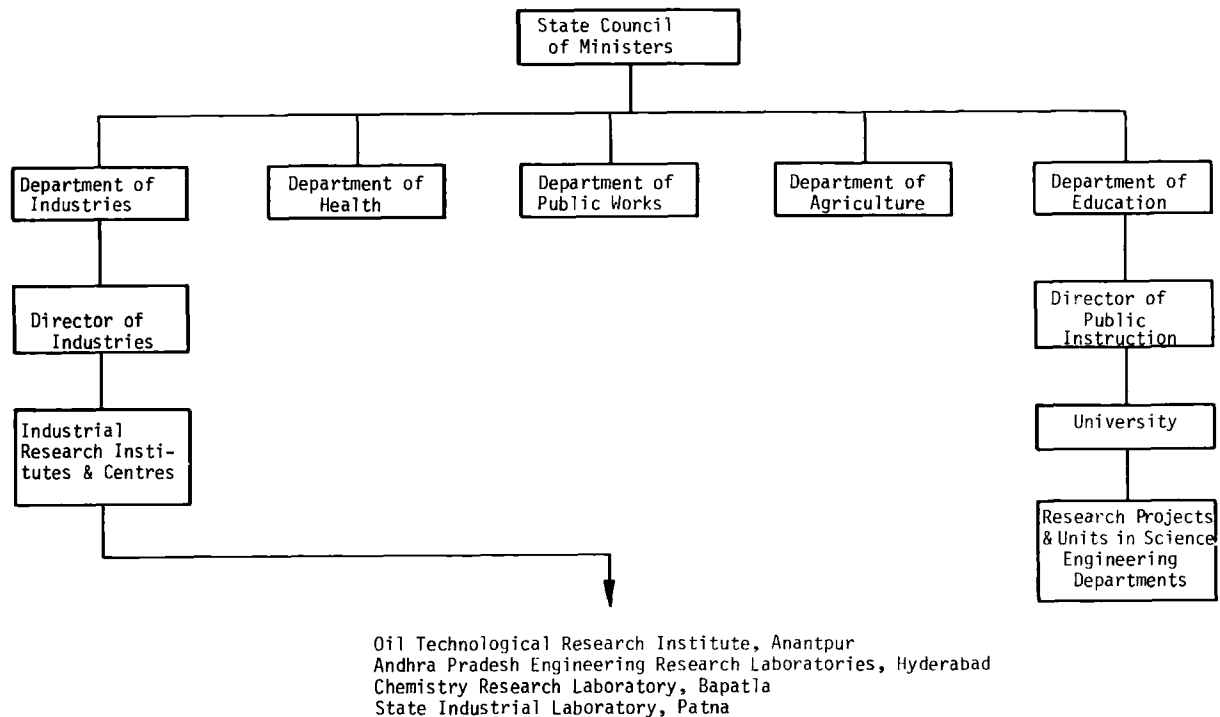 State Council
of Ministers
Department of
Industries
Department of
Health
Department of
Public Works
Department of
Agriculture
Department of
Education
Director of
Industries
Director of
Public
Instruction
Industrial
Research Insti-
tutes & Centres
University
Research Projects
& Units in Science
Engineering
Departments
Oil Technological Research Institute, Anantpur
Andhra Pradesh Engineering Research Laboratories, Hyderabad
Chemistry Research Laboratory, Bapatla
State Industrial Laboratory, Patna